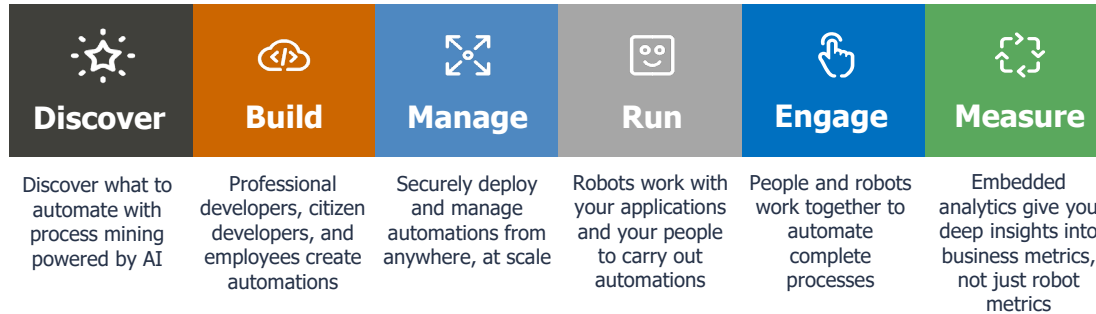 Discover
Build
Manage
Run
Engage
Measure
Discover what to
automate with
process mining
powered by AI
Professional
developers, citizen
developers, and
employees create
automations
Securely deploy
and manage
automations from
anywhere, at scale
Robots work with
your applications
and your people
to carry out
automations
People and robots
work together to
automate
complete
processes
Embedded
analytics give you
deep insights into
business metrics,
not just robot
metrics